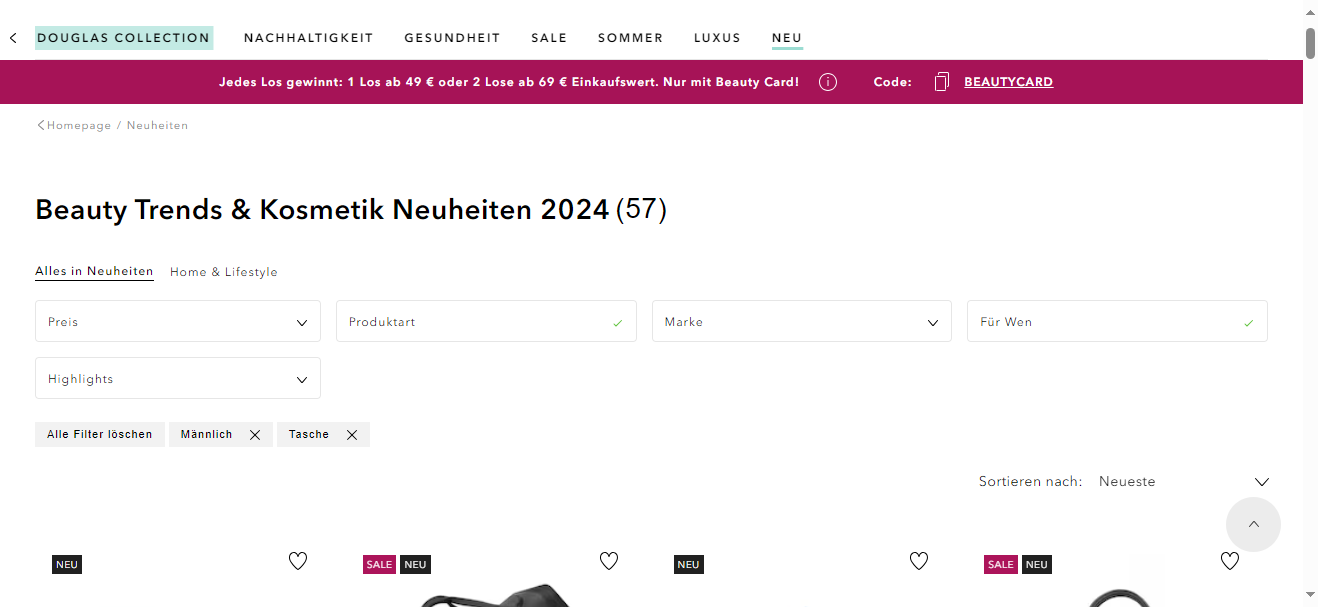 DOUGLAS COLLECTION NACHHALTIGKEIT GESUNDHEIT SALE SOMMER LUXUS NEU
Jedes Los gewinnt: 1 Los ab 49 € oder 2 Lose ab 69 € Einkaufswert. Nur mit Beauty Card! Code: BEAUTYCARD
Homepage / Neuheiten
Beauty Trends & Kosmetik Neuheiten 2024 (57)
Alles in Neuheiten Home & Lifestyle
Preis Produktart Marke Für Wen
Highlights
Alle Filter löschen Männlich Tasche
Sortieren nach: Neueste
NEU SALE NEU NEU SALE NEU